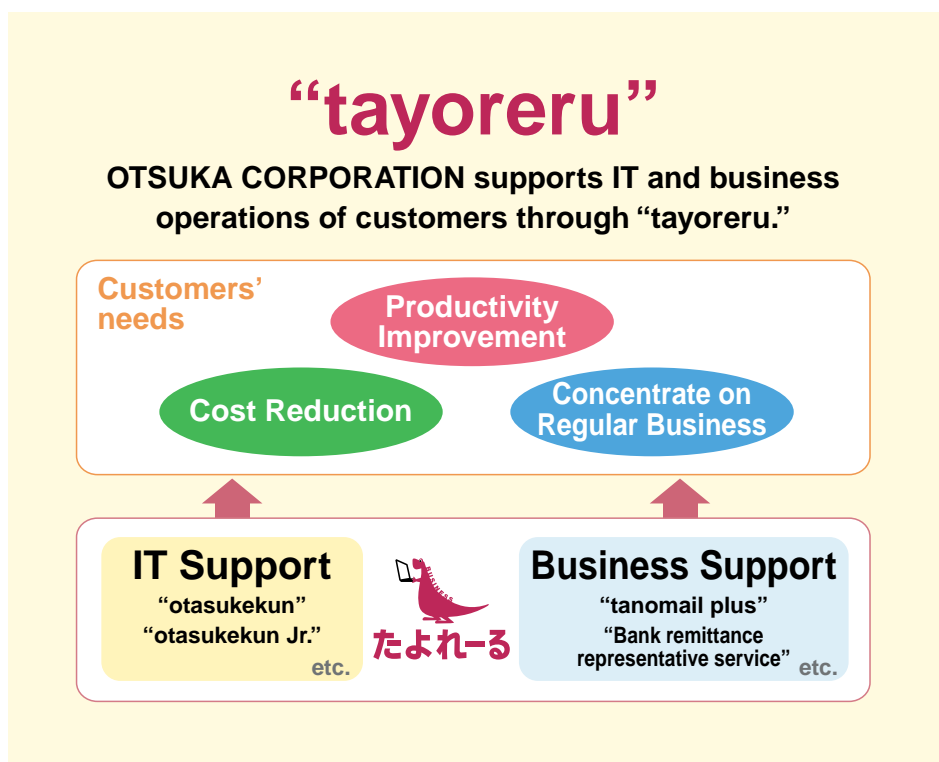 “tayoreru”
OTSUKA CORPORATION supports IT and business
operations of customers through “tayoreru.”
Customers’
needs
Productivity
Improvement
Cost Reduction
Concentrate on
Regular Business
IT Support
“otasukekun”
“otasukekun Jr.”
etc.
BUSINESS
たよれーる
Business Support
“tanomail plus”
“Bank remittance
representative service”
etc.